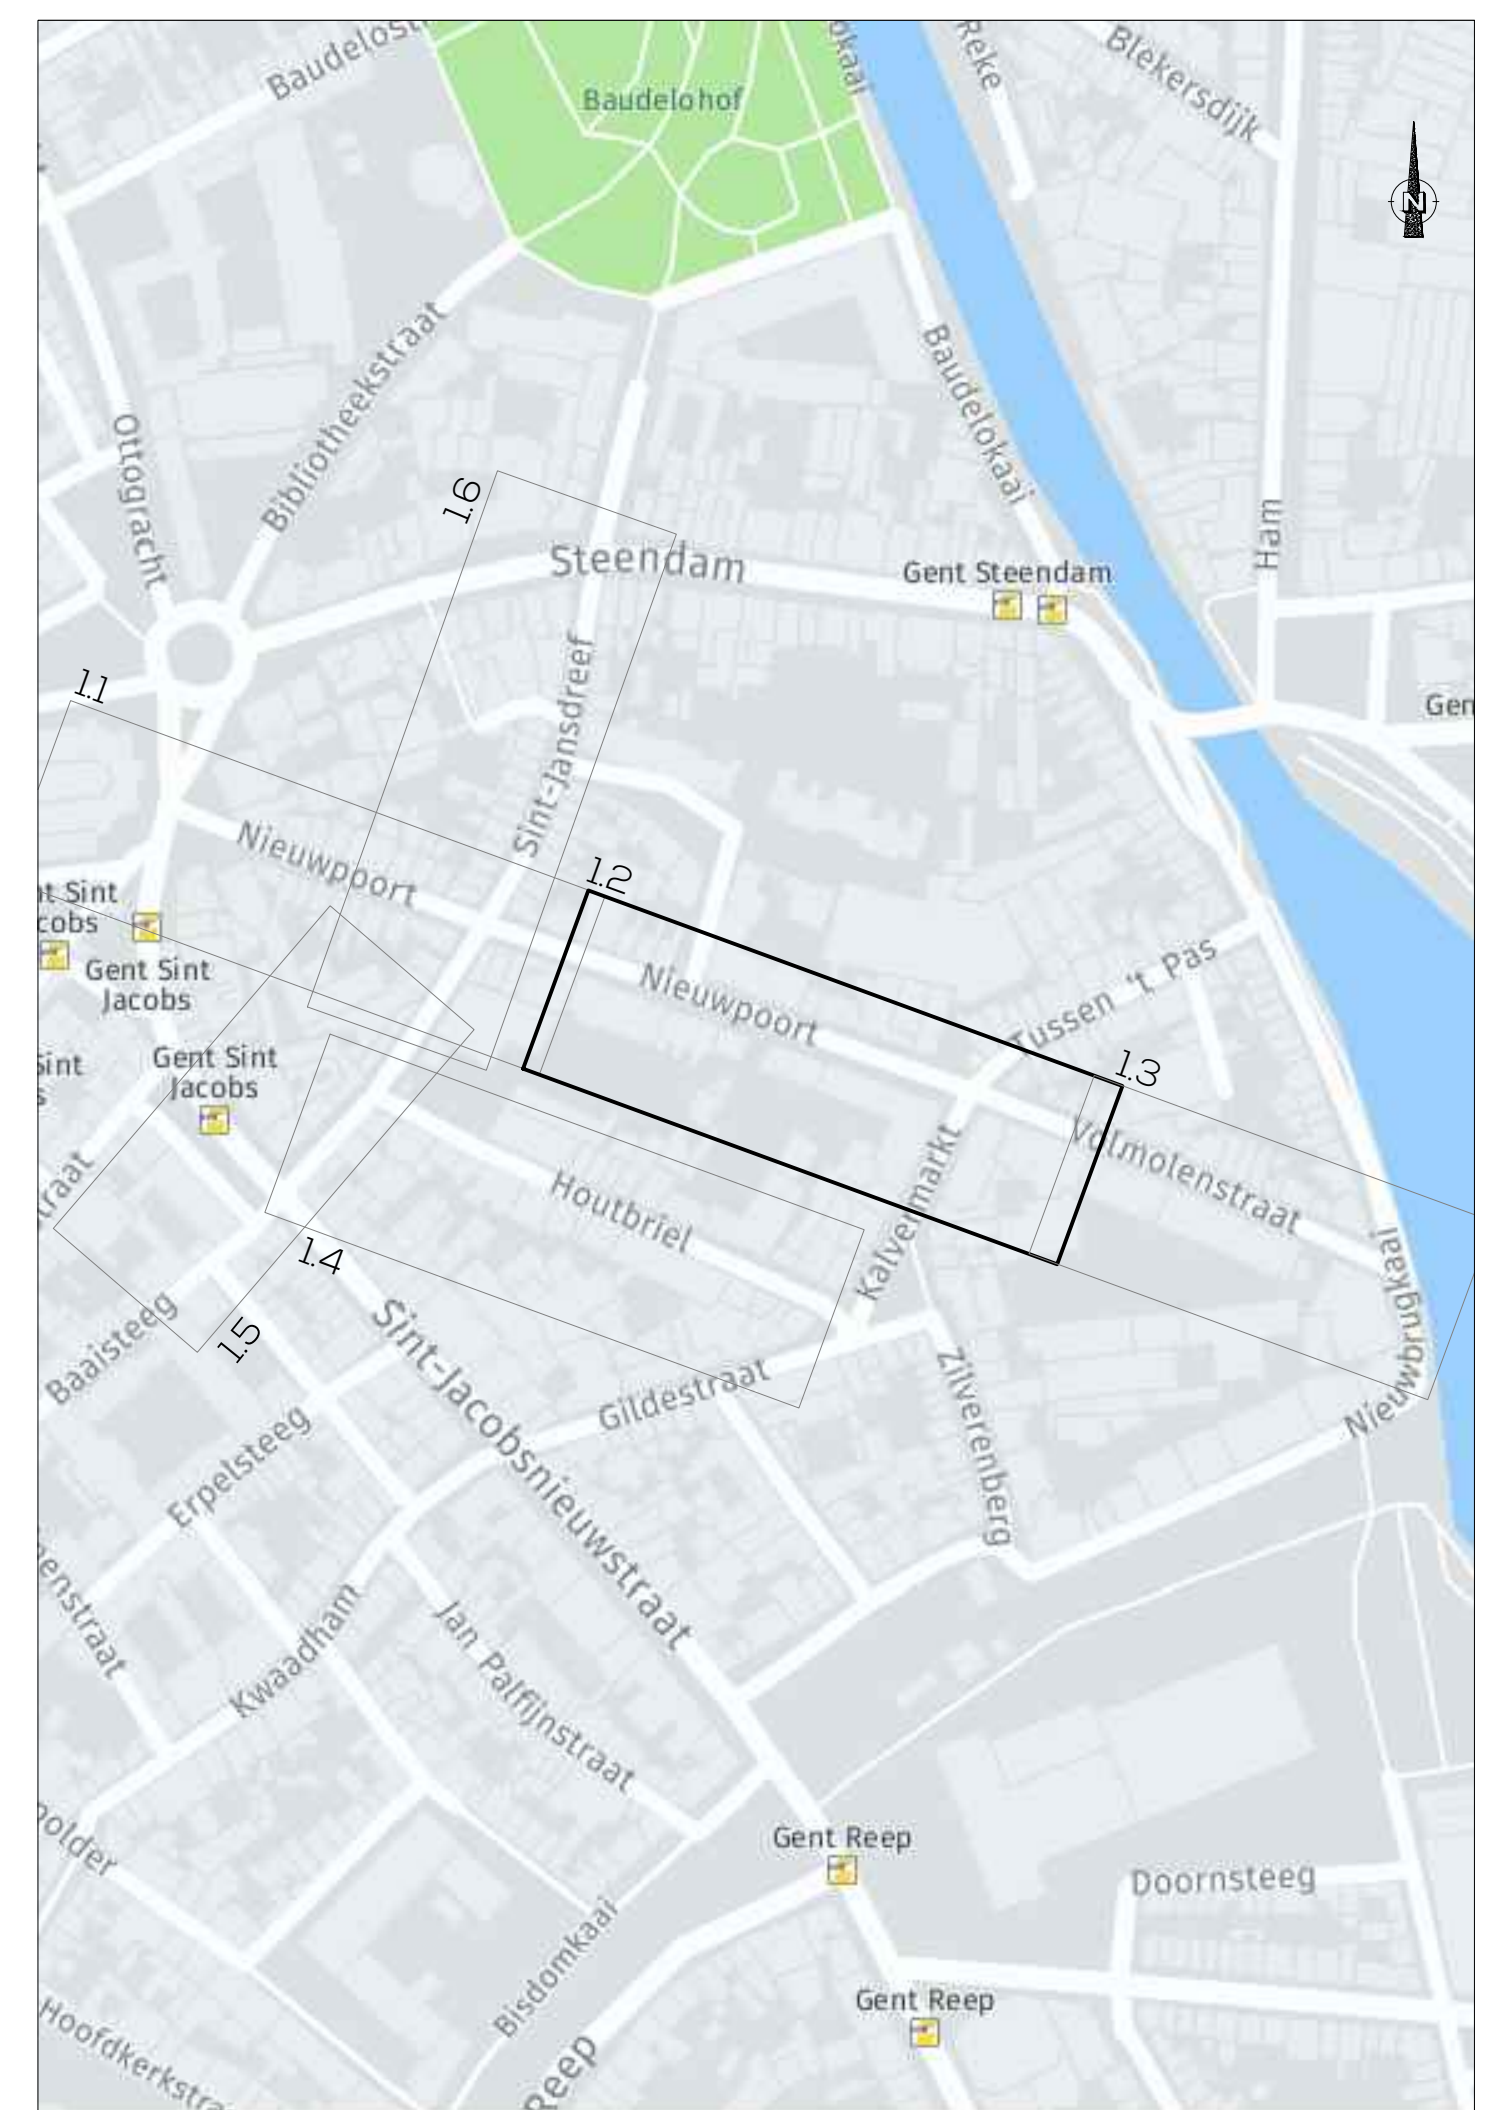 Baudelostr
Baudelohof
okaai
Reke
Blekersdijk
N
Ottogracht
Bibliotheekstraat
Baudelokaai
Ham
1.6
Steendam
Gent Steendam
1.1
Sint-Jansdreef
Gen
Nieuwpoort
1.2
nt Sint
cobs
Gent Sint
Jacobs
Nieuwpoort
Tussen 't Pas
1.3
Sint
s
Gent Sint
Jacobs
Volmolenstraat
Kalvermarkt
Houtbriel
traat
1.4
1.5
Baaisteeg
Sint-Jacobsnieuwstraat
Gildestraat
Zilverenberg
Nieuwbrugkaai
Erpelsteeg
enstraat
Kwaadham
Jan Palfijnstraat
polder
Gent Reep
Doornsteeg
Bisdomkaai
Gent Reep
Reep
Hoofdkerkstra